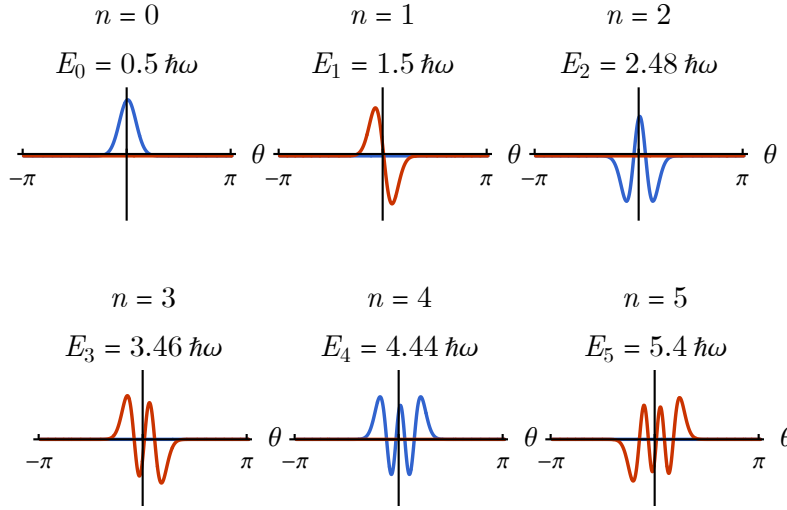 n = 0 n = 1 n = 2
E₀ = 0.5 ℏω E₁ = 1.5 ℏω E₂ = 2.48 ℏω
θ θ θ
−π π −π π −π π
n = 3 n = 4 n = 5
E₃ = 3.46 ℏω E₄ = 4.44 ℏω E₅ = 5.4 ℏω
θ θ θ
−π π −π π −π π